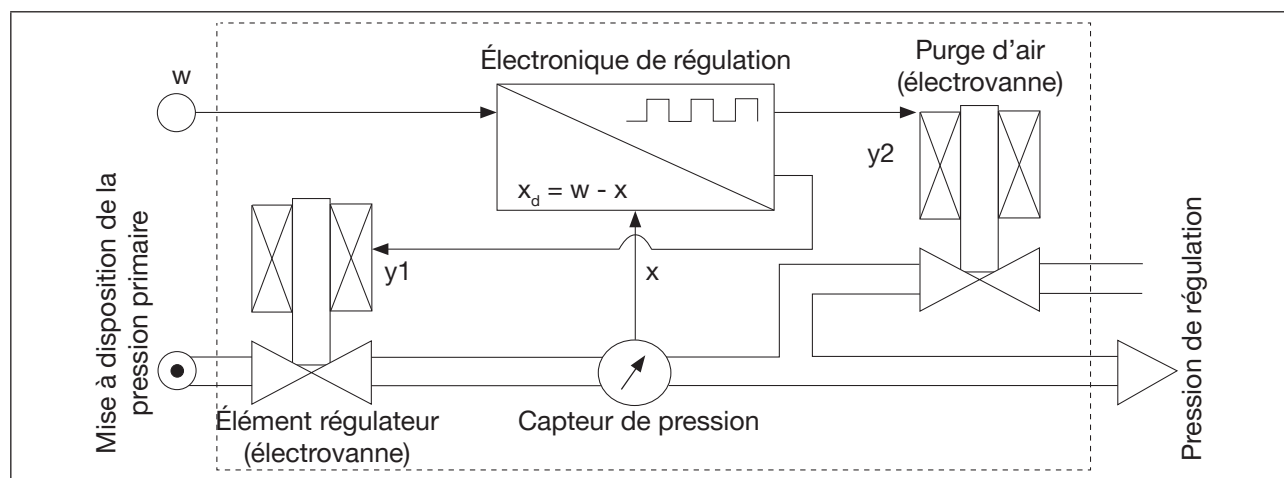 Purge d'air
(électrovanne)
Électronique de régulation
w
y2
x_d = w - x
Mise à disposition de la
pression primaire
y1
x
Pression de régulation
Élément régulateur
(électrovanne)
Capteur de pression